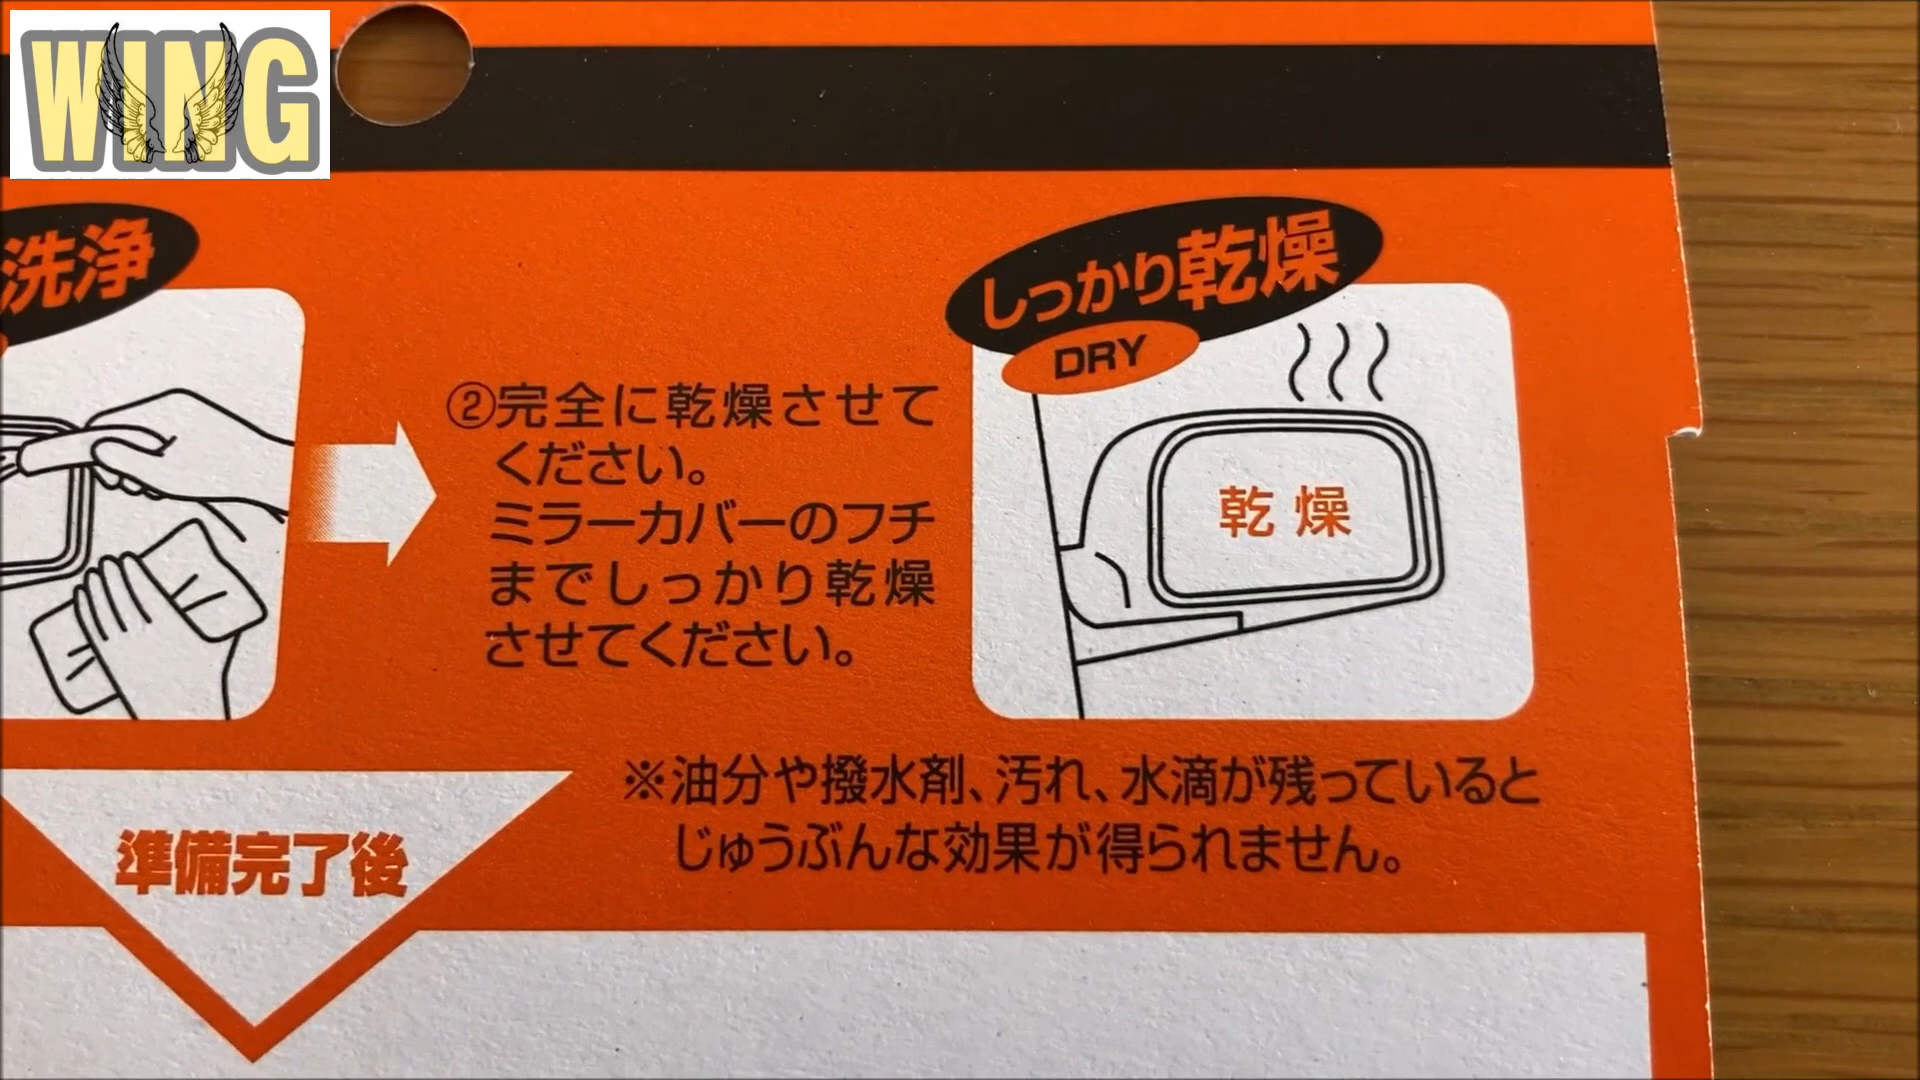 WING
洗浄
しっかり乾燥
DRY
②完全に乾燥させて
ください。
ミラーカバーのフチ
までしっかり乾燥
させてください。
乾燥
※油分や撥水剤、汚れ、水滴が残っていると
じゅうぶんな効果が得られません。
準備完了後